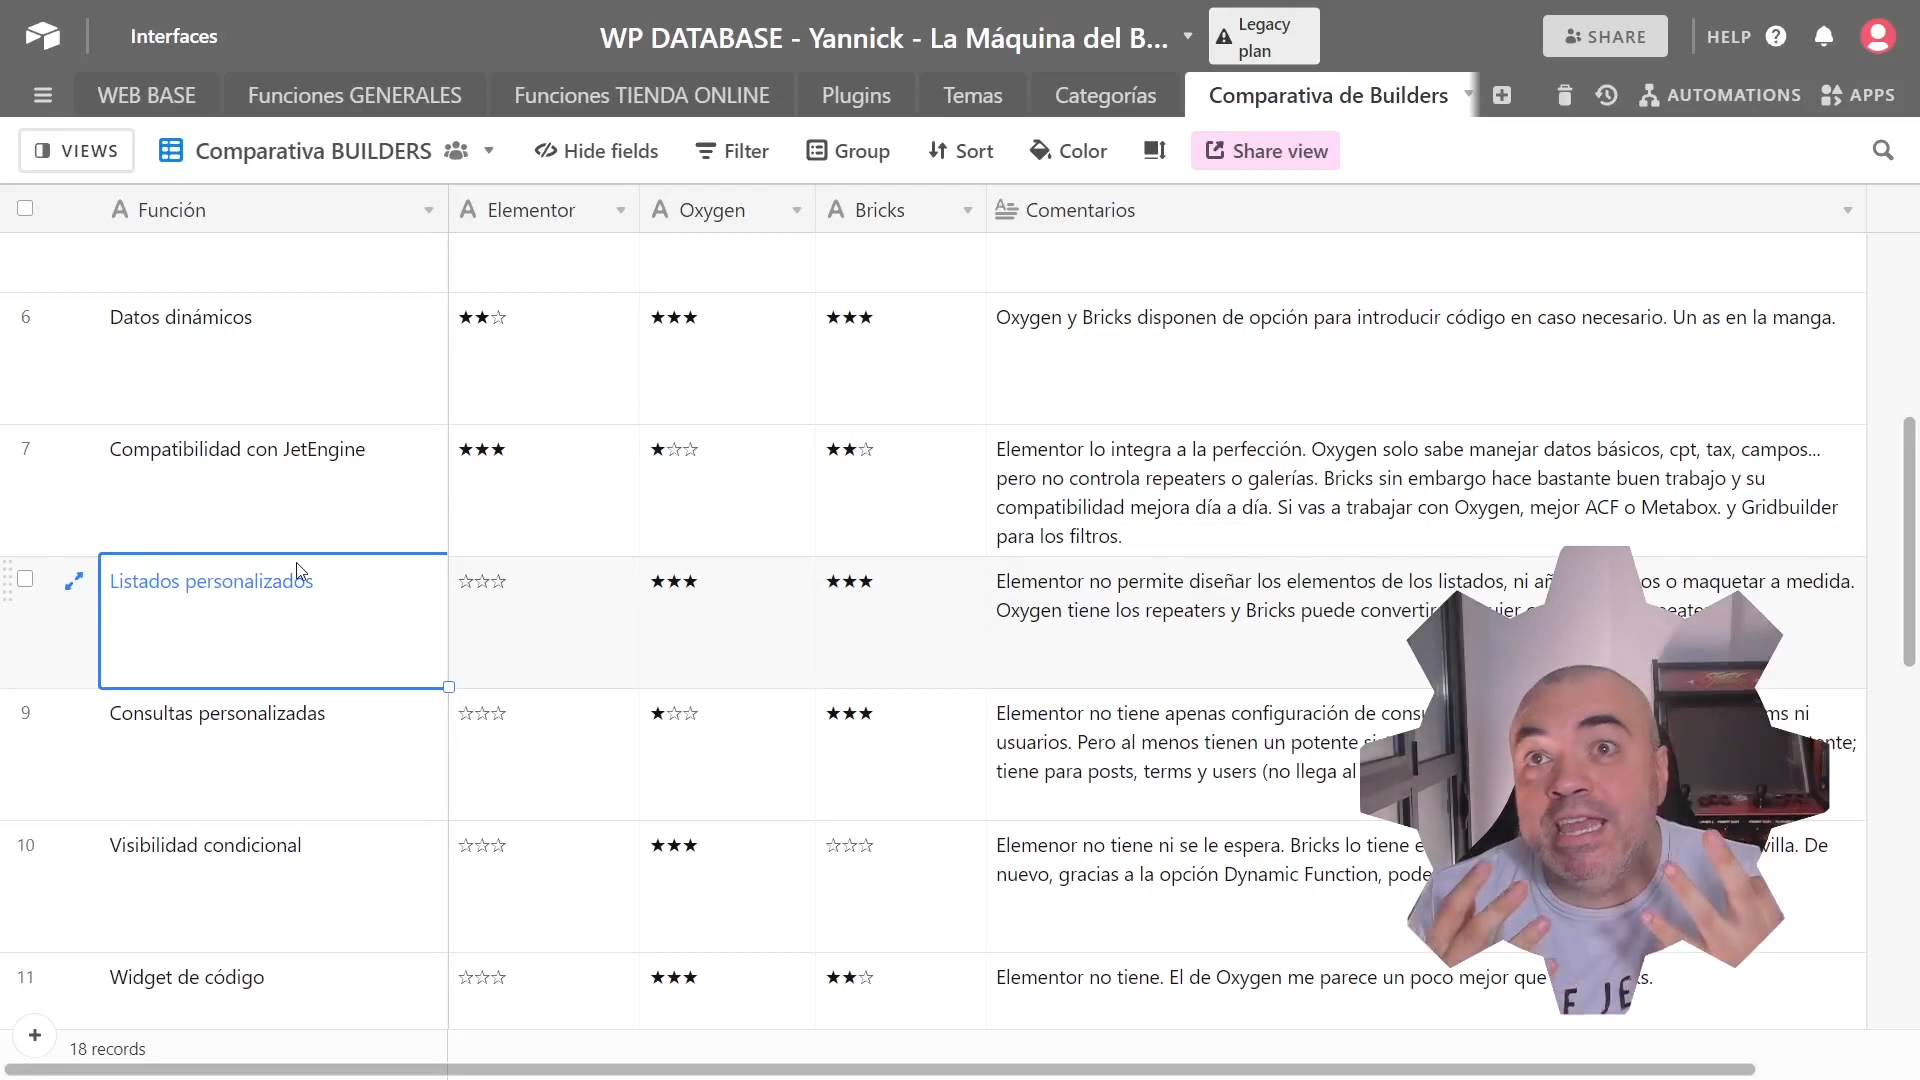 Interfaces
WP DATABASE - Yannick - La Máquina del B...
Legacy
plan
SHARE
HELP
WEB BASE
Funciones GENERALES
Funciones TIENDA ONLINE
Plugins
Temas
Categorías
Comparativa de Builders
AUTOMATIONS
APPS
VIEWS
Comparativa BUILDERS
Hide fields
Filter
Group
Sort
Color
Share view
Función
Elementor
Oxygen
Bricks
Comentarios
6
Datos dinámicos
★★☆
★★★
★★★
Oxygen y Bricks disponen de opción para introducir código en caso necesario. Un as en la manga.
7
Compatibilidad con JetEngine
★★★
★☆☆
★★☆
Elementor lo integra a la perfección. Oxygen solo sabe manejar datos básicos, cpt, tax, campos...
pero no controla repeaters o galerías. Bricks sin embargo hace bastante buen trabajo y su
compatibilidad mejora día a día. Si vas a trabajar con Oxygen, mejor ACF o Metabox. y Gridbuilder
para los filtros.
Listados personalizados
☆☆☆
★★★
★★★
Elementor no permite diseñar los elementos de los listados, ni o maquetar a medida.
Oxygen tiene los repeaters y Bricks puede
9
Consultas personalizadas
☆☆☆
★☆☆
★★★
Elementor no tiene apenas configuración de ni
usuarios. Pero al menos tienen un potente
tiene para posts, terms y users (no llega al
10
Visibilidad condicional
☆☆☆
★★★
☆☆☆
Elemenor no tiene ni se le espera. Bricks lo tiene De
nuevo, gracias a la opción Dynamic Function,
11
Widget de código
☆☆☆
★★★
★★☆
Elementor no tiene. El de Oxygen me parece un poco mejor que
18 records